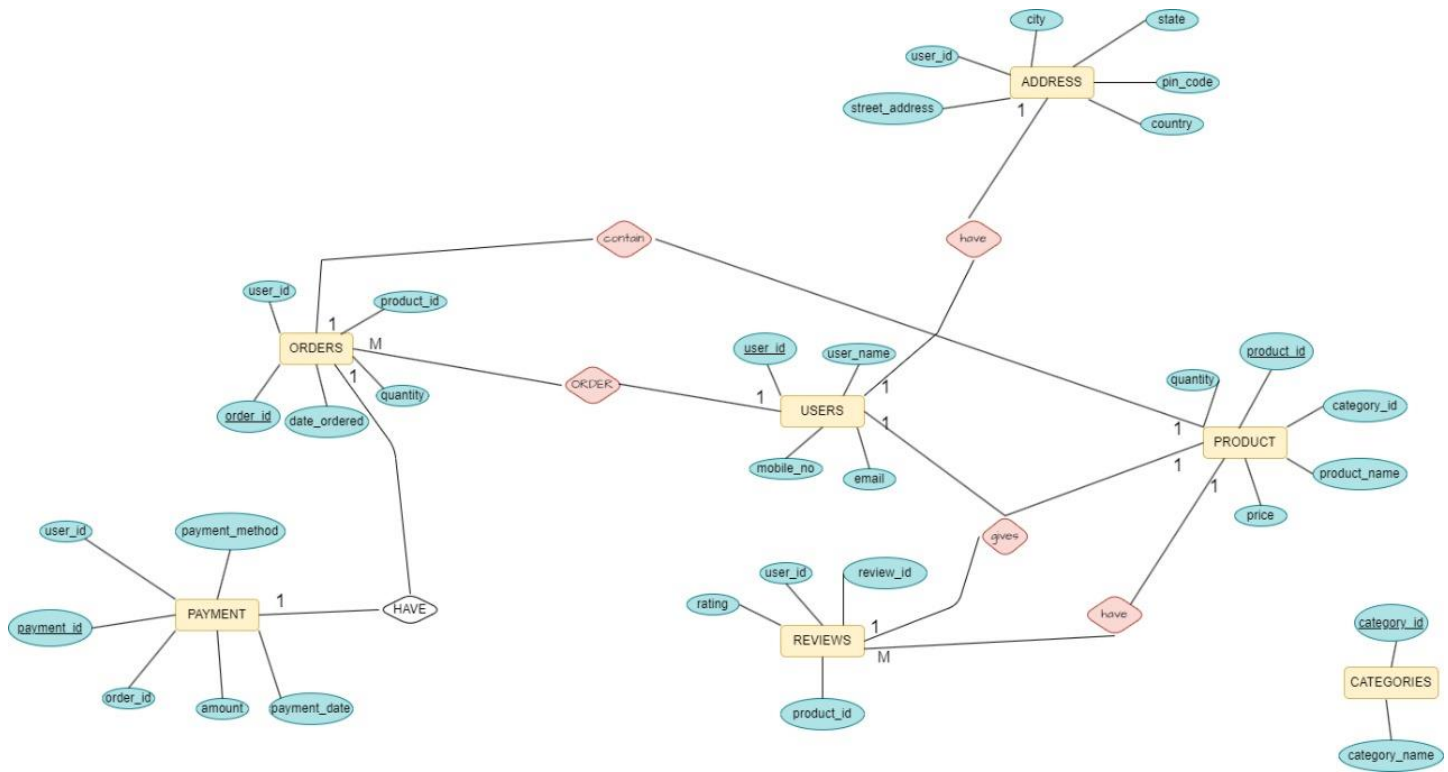 city
state
user_id
ADDRESS
pin_code
street_address
1
country
contain
have
user_id
product_id
1
M
ORDERS
1
quantity
order_id
date_ordered
ORDER
user_id
user_name
1
1
USERS
1
mobile_no
email
product_id
quantity
category_id
1
PRODUCT
1
1
product_name
price
user_id
payment_method
1
HAVE
PAYMENT
payment_id
order_id
amount
payment_date
gives
user_id
review_id
rating
1
REVIEWS
M
have
product_id
category_id
CATEGORIES
category_name